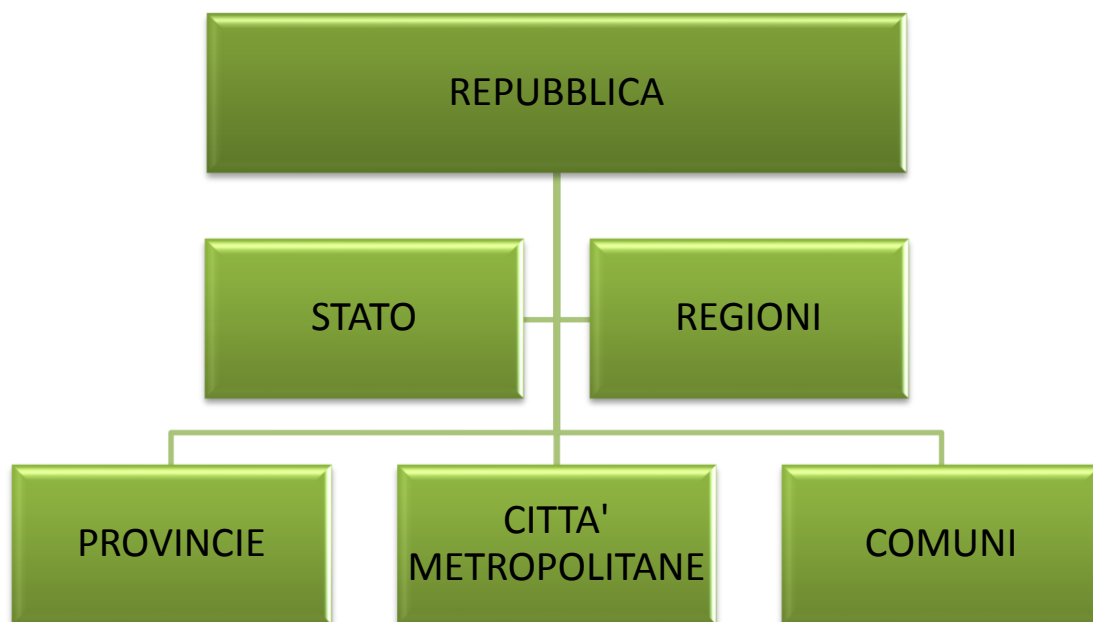 REPUBBLICA
STATO
REGIONI
PROVINCIE
CITTA'
METROPOLITANE
COMUNI